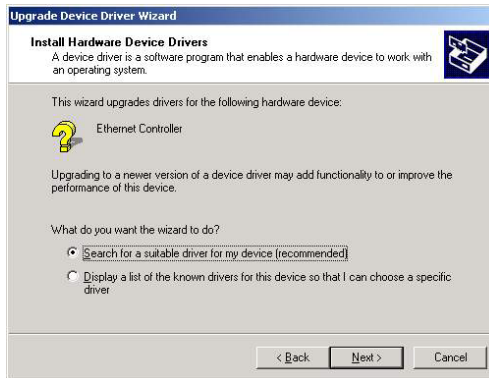 Upgrade Device Driver Wizard
Install Hardware Device Drivers
A device driver is a software program that enables a hardware device to work with
an operating system.
This wizard upgrades drivers for the following hardware device:
Ethernet Controller
Upgrading to a newer version of a device driver may add functionality to or improve the
performance of this device.
What do you want the wizard to do?
Search for a suitable driver for my device (recommended)
Display a list of the known drivers for this device so that I can choose a specific
driver
< Back Next > Cancel